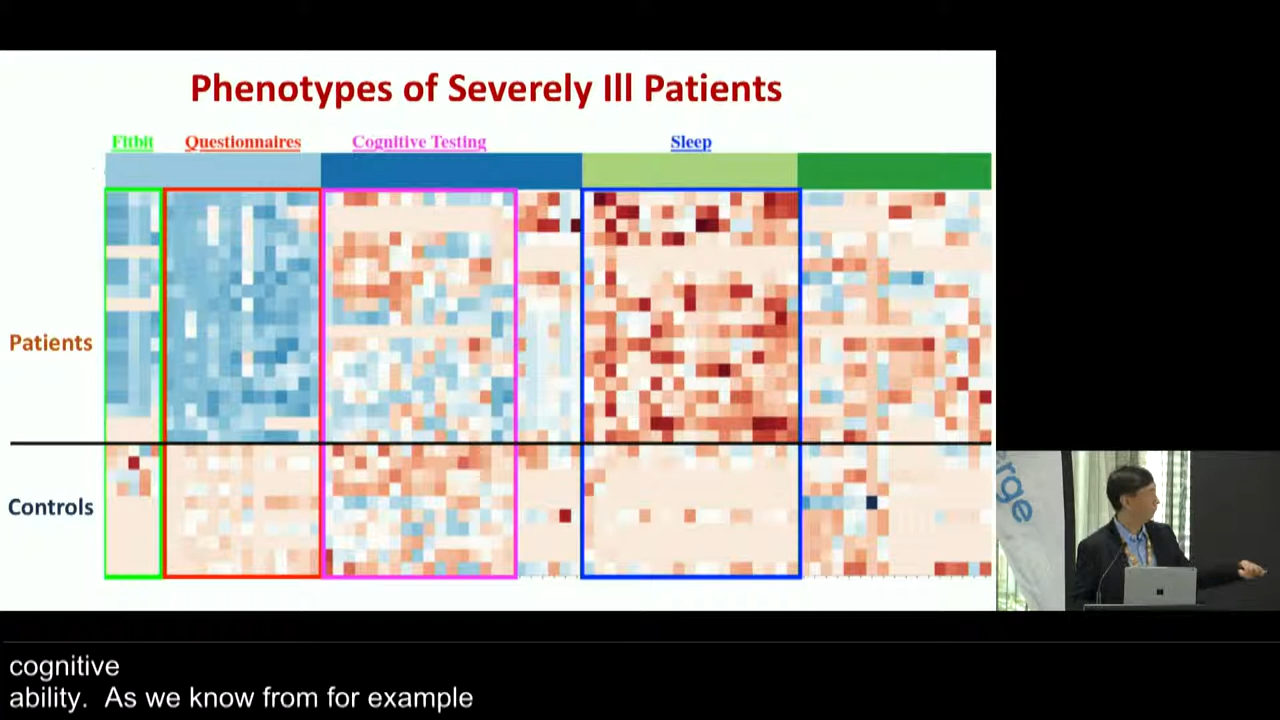 Phenotypes of Severely Ill Patients
Fitbit Questionnaires Cognitive Testing Sleep
Patients
Controls
erge
cognitive
ability. As we know from for example